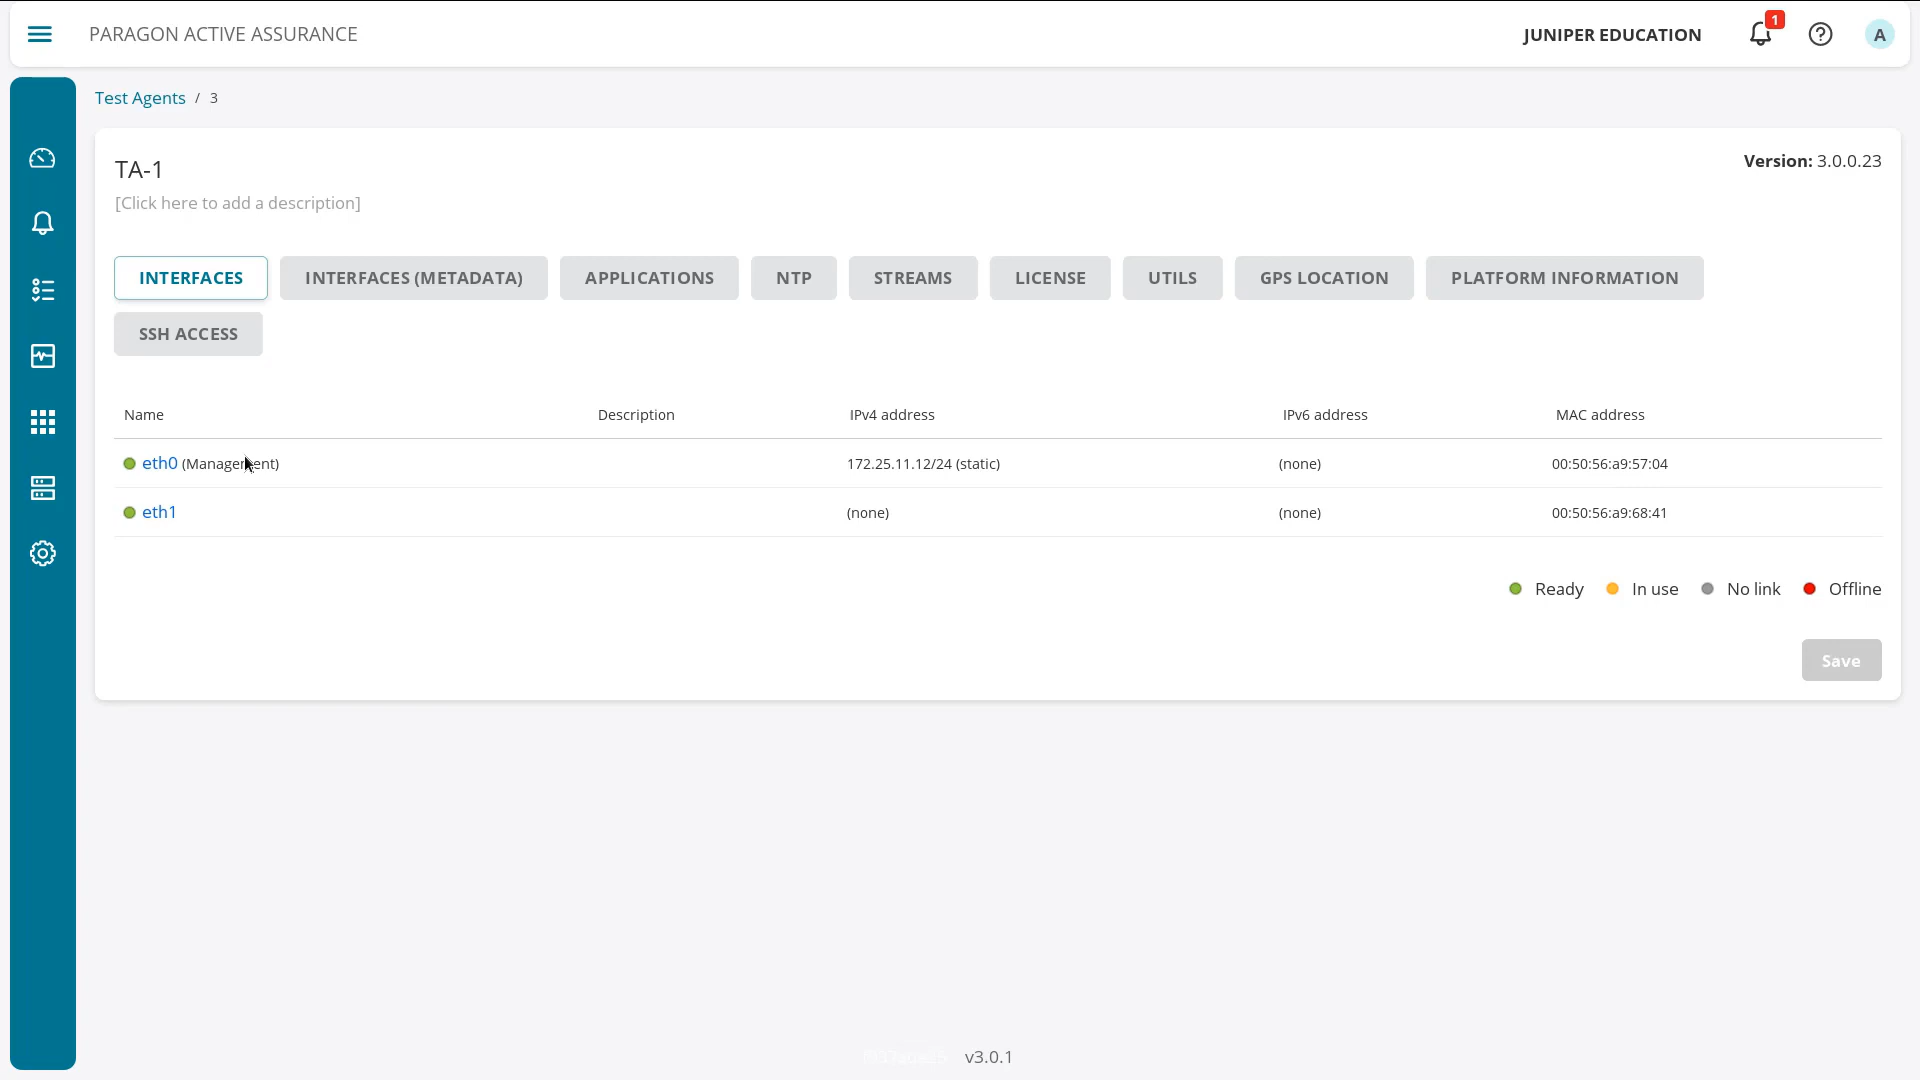 PARAGON ACTIVE ASSURANCE
JUNIPER EDUCATION
1
A
Test Agents / 3
TA-1
Version: 3.0.0.23
[Click here to add a description]
INTERFACES
INTERFACES (METADATA)
APPLICATIONS
NTP
STREAMS
LICENSE
UTILS
GPS LOCATION
PLATFORM INFORMATION
SSH ACCESS
Name Description IPv4 address IPv6 address MAC address
eth0 (Management) 172.25.11.12/24 (static) (none) 00:50:56:a9:57:04
eth1 (none) (none) 00:50:56:a9:68:41
Ready In use No link Offline
Save
v3.0.1